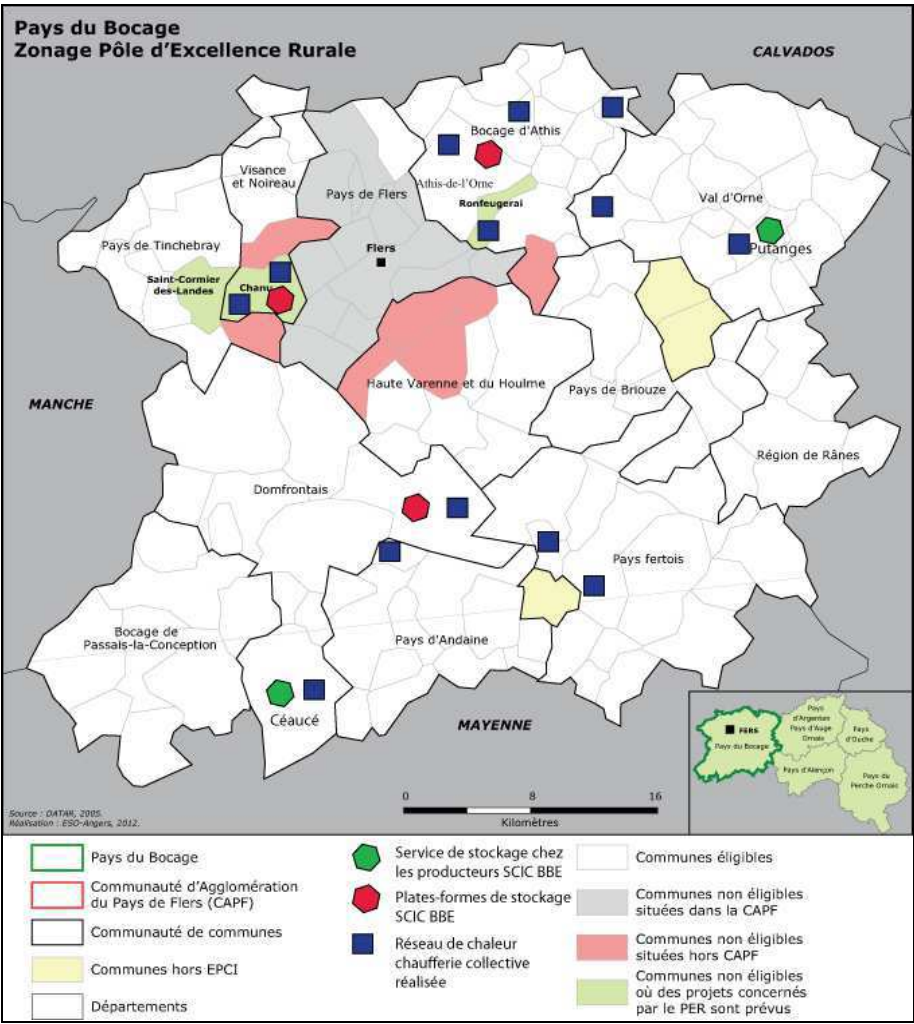 Pays du Bocage
Zonage Pôle d'Excellence Rurale
CALVADOS
Bocage d'Athis
Visance
et Noireau
Pays de Flers
Athis-de-l'Orne
Ronfeugerai
Val d'Orne
Pays de Tinchebray
Flers
Putanges
Saint-Cormier
des-Landes
Chanu
MANCHE
Haute Varenne et du Houlme
Pays de Briouze
Région de Rânes
Domfrontais
Pays fertois
Bocage de
Passais-la-Conception
Pays d'Andaine
Céaucé
MAYENNE
Pays
d'Argentan
Pays d'Auge
Ornais
Pays
d'Ouche
FERS
Pays du Bocage
Pays d'Alençon
Pays du
Perche Ornais
0 8 16
Kilomètres
Source : DATAR, 2005.
Réalisation : ESO-Angers, 2012.
Pays du Bocage
Communauté d'Agglomération
du Pays de Flers (CAPF)
Communauté de communes
Communes hors EPCI
Départements
Service de stockage chez
les producteurs SCIC BBE
Plates-formes de stockage
SCIC BBE
Réseau de chaleur
chaufferie collective
réalisée
Communes éligibles
Communes non éligibles
situées dans la CAPF
Communes non éligibles
situées hors CAPF
Communes non éligibles
où des projets concernés
par le PER sont prévus